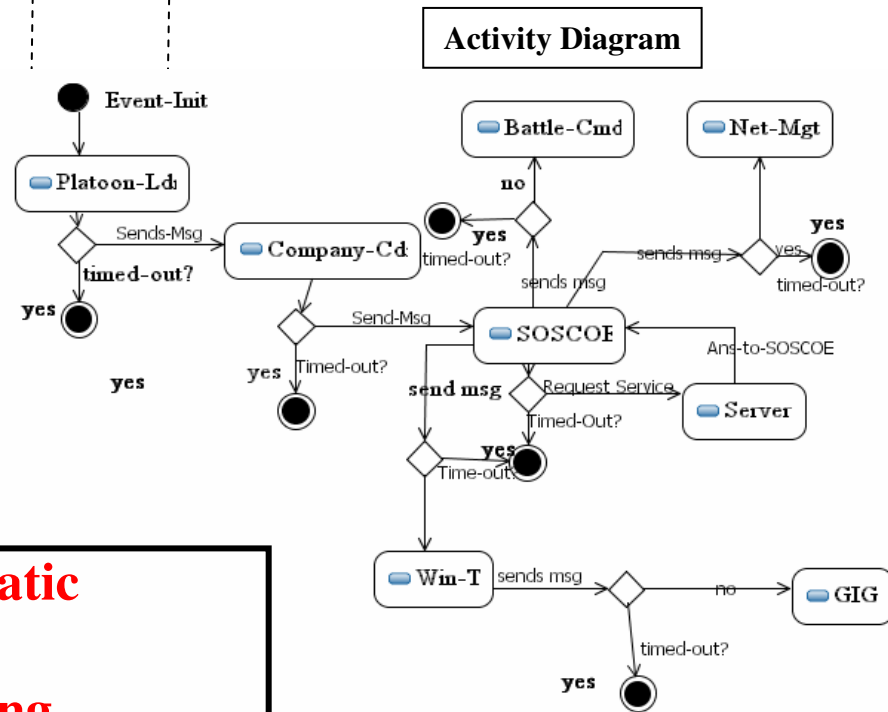 Activity Diagram
Event-Init
Battle-Cmd
Net-Mgt
Platoon-Ld
no
Sends-Msg
Company-Cd
yes
yes
timed-out?
timed-out?
sends msg
yes
timed-out?
sends msg
yes
Send-Msg
SOSCOE
Ans-to-SOSCOE
yes
yes
Timed-out?
send msg
Request Service
Server
Timed-Out?
yes
Time-out?
Win-T
sends msg
no
GIG
atic
timed-out?
yes
ng